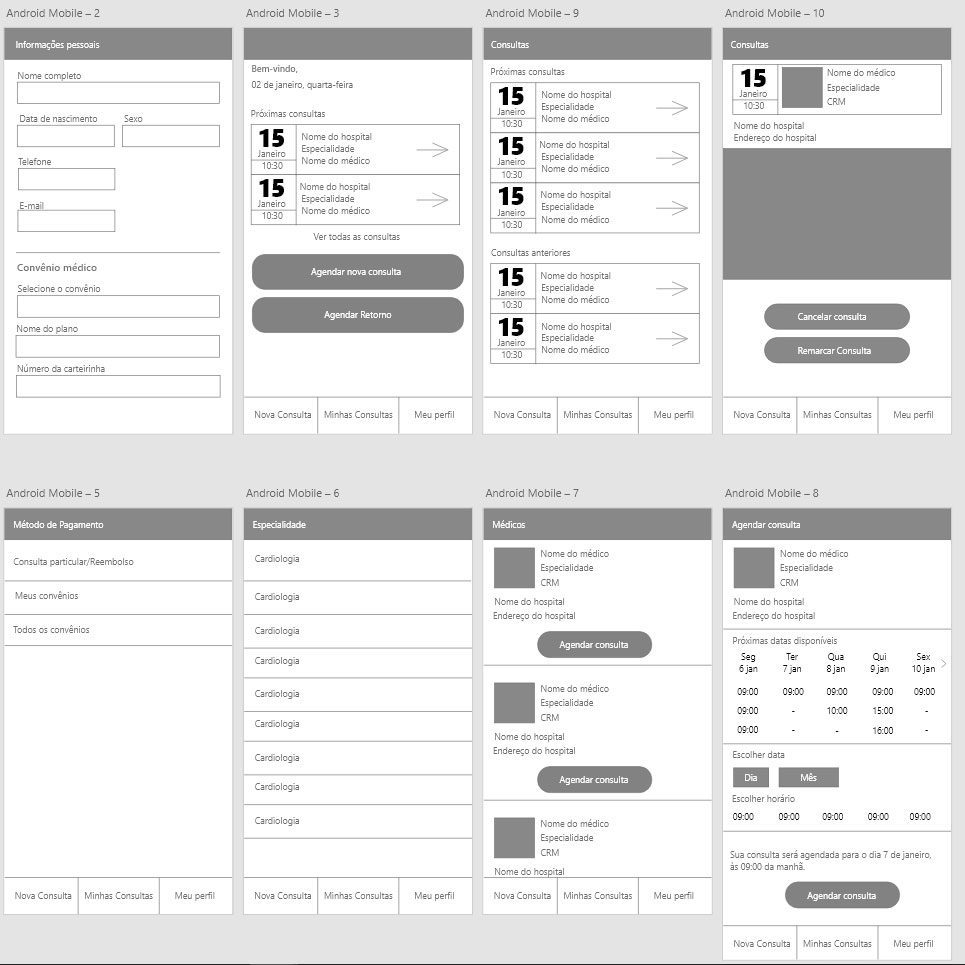 Android Mobile – 2
Informações pessoais
Nome completo
Data de nascimento
Sexo
Telefone
E-mail
Convênio médico
Selecione o convênio
Nome do plano
Número da carteirinha
Android Mobile – 3
Bem-vindo,
02 de janeiro, quarta-feira
Próximas consultas
15
Janeiro
10:30
Nome do hospital
Especialidade
Nome do médico
15
Janeiro
10:30
Nome do hospital
Especialidade
Nome do médico
Ver todas as consultas
Agendar nova consulta
Agendar Retorno
Nova Consulta
Minhas Consultas
Meu perfil
Android Mobile – 9
Consultas
Próximas consultas
15
Janeiro
10:30
Nome do hospital
Especialidade
Nome do médico
15
Janeiro
10:30
Nome do hospital
Especialidade
Nome do médico
15
Janeiro
10:30
Nome do hospital
Especialidade
Nome do médico
Consultas anteriores
15
Janeiro
10:30
Nome do hospital
Especialidade
Nome do médico
15
Janeiro
10:30
Nome do hospital
Especialidade
Nome do médico
Nova Consulta
Minhas Consultas
Meu perfil
Android Mobile – 10
Consultas
15
Janeiro
10:30
Nome do médico
Especialidade
CRM
Nome do hospital
Endereço do hospital
Cancelar consulta
Remarcar Consulta
Nova Consulta
Minhas Consultas
Meu perfil
Android Mobile – 5
Método de Pagamento
Consulta particular/Reembolso
Meus convênios
Todos os convênios
Nova Consulta
Minhas Consultas
Meu perfil
Android Mobile – 6
Especialidade
Cardiologia
Cardiologia
Cardiologia
Cardiologia
Cardiologia
Cardiologia
Cardiologia
Cardiologia
Cardiologia
Nova Consulta
Minhas Consultas
Meu perfil
Android Mobile – 7
Médicos
Nome do médico
Especialidade
CRM
Nome do hospital
Endereço do hospital
Agendar consulta
Nome do médico
Especialidade
CRM
Nome do hospital
Endereço do hospital
Agendar consulta
Nome do médico
Especialidade
CRM
Nome do hospital
Nova Consulta
Minhas Consultas
Meu perfil
Android Mobile – 8
Agendar consulta
Nome do médico
Especialidade
CRM
Nome do hospital
Endereço do hospital
Próximas datas disponíveis
Seg Ter Qua Qui Sex
6 jan 7 jan 8 jan 9 jan 10 jan
09:00 09:00 09:00 09:00 09:00
09:00 - 10:00 15:00 -
09:00 - - 16:00 -
Escolher data
Dia Mês
Escolher horário
09:00 09:00 09:00 09:00 09:00
Sua consulta será agendada para o dia 7 de janeiro,
às 09:00 da manhã.
Agendar consulta
Nova Consulta
Minhas Consultas
Meu perfil